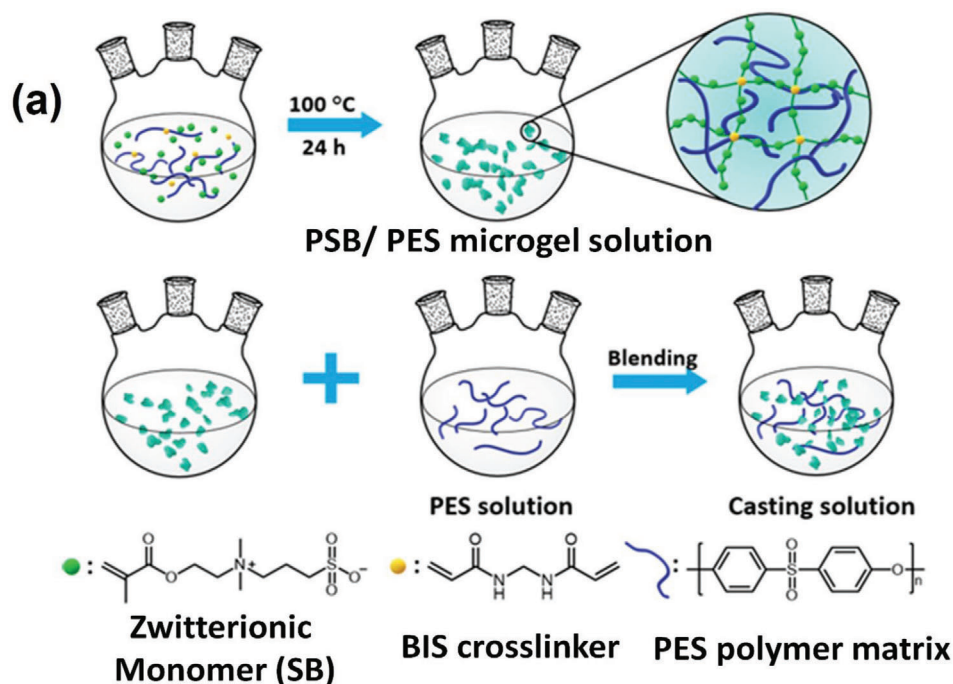 (a)
100 °C
24 h
PSB/ PES microgel solution
Blending
PES solution
Casting solution
: O O N + S O O O −
: O N H N H O
: S O O O n
Zwitterionic
Monomer (SB)
BIS crosslinker
PES polymer matrix